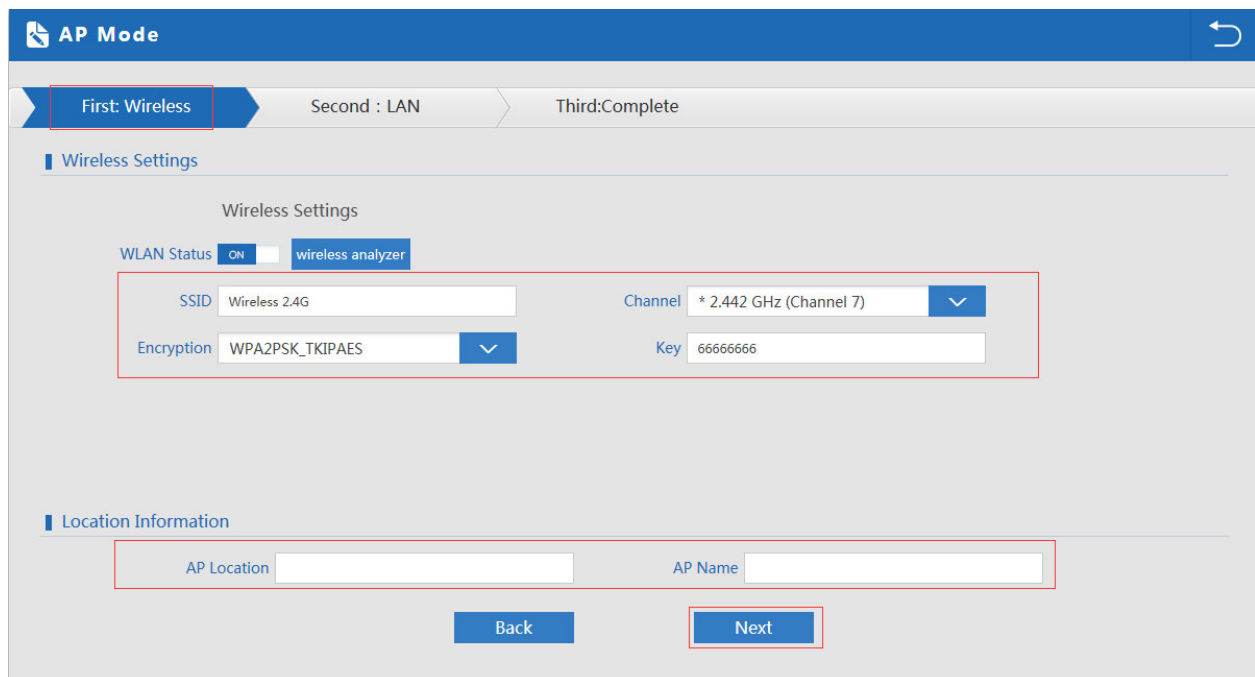 AP Mode
First: Wireless Second : LAN Third:Complete
Wireless Settings
Wireless Settings
WLAN Status ON wireless analyzer
SSID Wireless 2.4G Channel * 2.442 GHz (Channel 7)
Encryption WPA2PSK_TKIPAES Key 66666666
Location Information
AP Location AP Name
Back Next